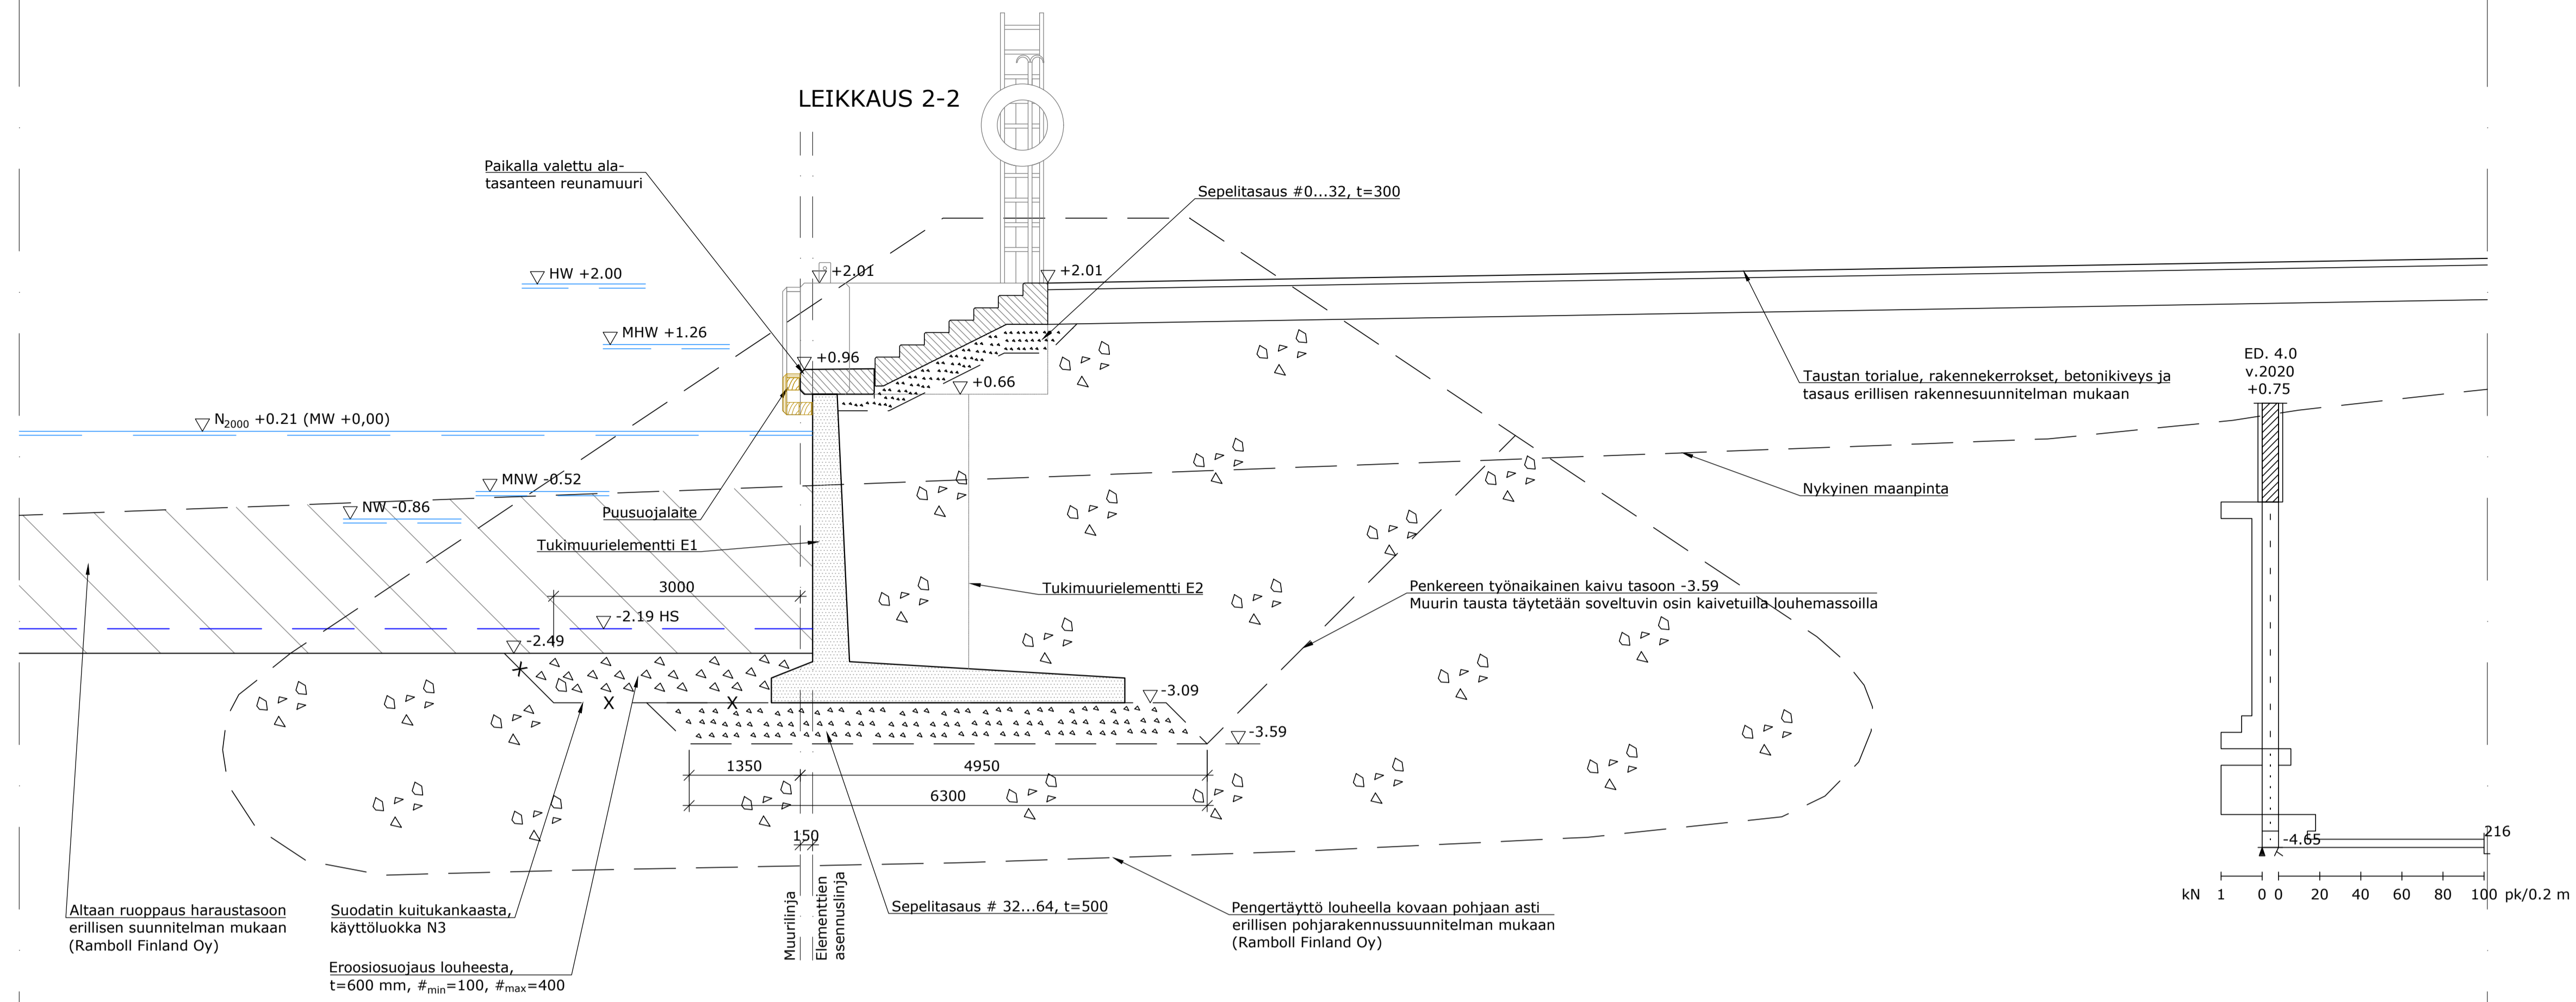 LEIKKAUS 2-2
Paikalla valettu ala-
tasanteen reunamuuri
Sepelitasaus #0...32, t=300
HW +2.00
+2.01
+2.01
MHW +1.26
+0.96
+0.66
Taustan torialue, rakennekerrokset, betonikiveys ja
tasaus erillisen rakennesuunnitelman mukaan
ED. 4.0
v.2020
+0.75
N2000 +0.21 (MW +0,00)
MNW -0.52
NW -0.86
Puusuojalaite
Nykyinen maanpinta
Tukimuurielementti E1
3000
Tukimuurielementti E2
Penkereen työnaikainen kaivu tasoon -3.59
Muurin tausta täytetään soveltuvin osin kaivetuilla louhemassoilla
-2.19 HS
-2.49
X
X
X
-3.09
-3.59
1350
4950
6300
150
-4.65
216
kN 1 0 0 20 40 60 80 100 pk/0.2 m
Muurilinja
Elementtien
asennuslinja
Altaan ruoppaus haraustasoon
erillisen suunnitelman mukaan
(Ramboll Finland Oy)
Suodatin kuitukankaasta,
käyttöluokka N3
Eroosiosuojaus louheesta,
t=600 mm, #min=100, #max=400
Sepelitasaus # 32...64, t=500
Pengertäyttö louheella kovaan pohjaan asti
erillisen pohjarakennussuunnitelman mukaan
(Ramboll Finland Oy)